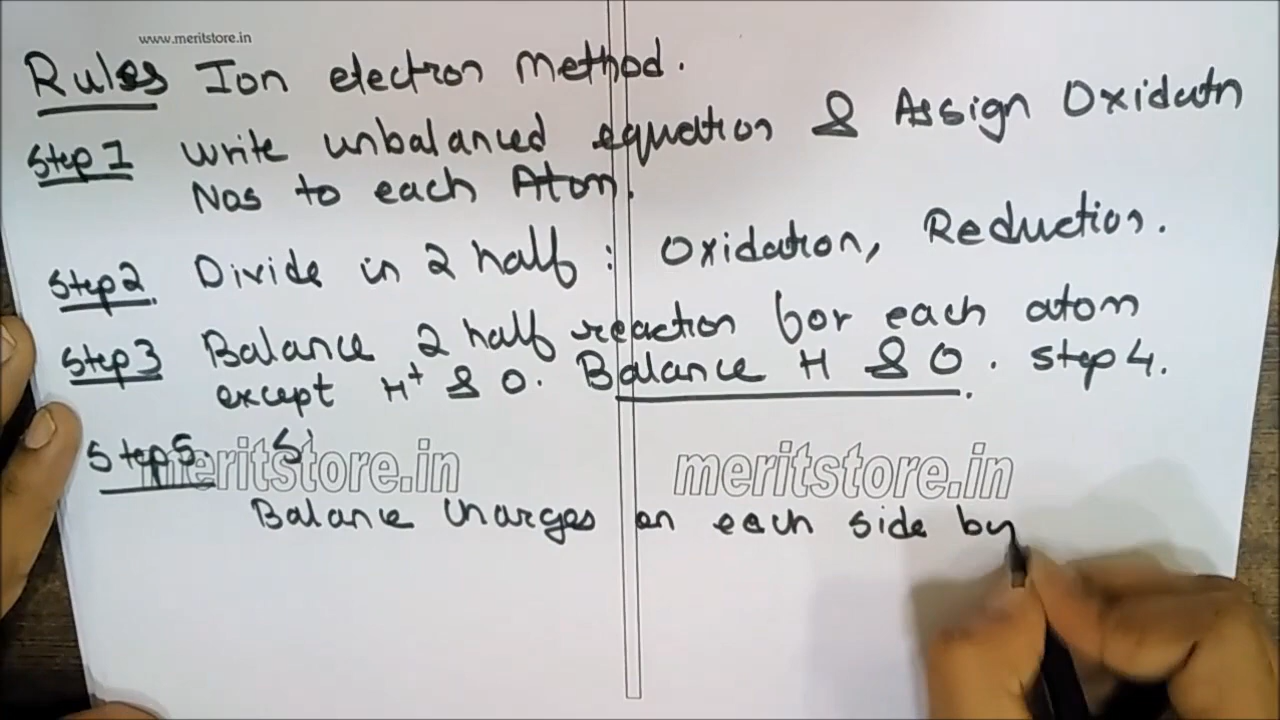 www.meritstore.in
Rules Ion electron Method.
Step 1 Write unbalanced equation & Assign Oxidatn
Nos to each Atom.
Step 2. Divide in 2 half : Oxidation, Reduction.
Step 3 Balance 2 half reaction for each atom
except H+ & O. Balance H & O. Step 4.
Step 5. Si
meritstore.in meritstore.in
Balance Charges on each side by